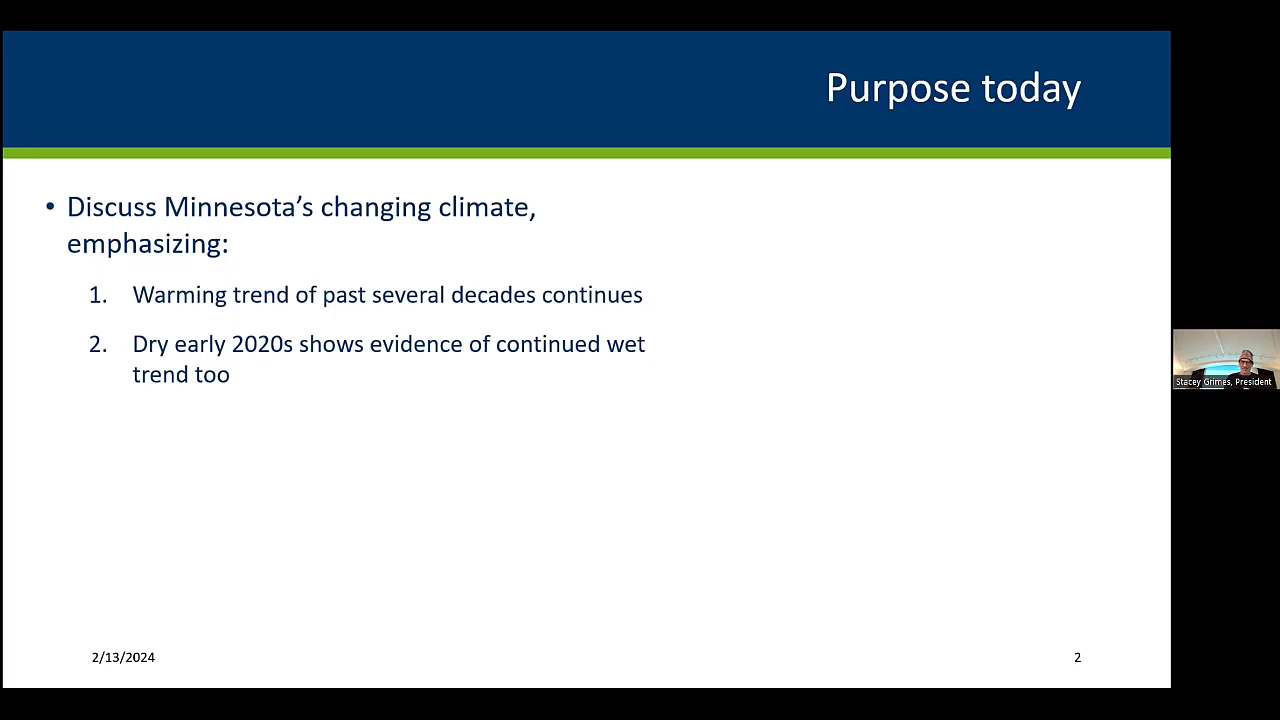 Purpose today
• Discuss Minnesota’s changing climate,
emphasizing:
1. Warming trend of past several decades continues
2. Dry early 2020s shows evidence of continued wet
trend too
Stacey Grimes, President
2/13/2024
2